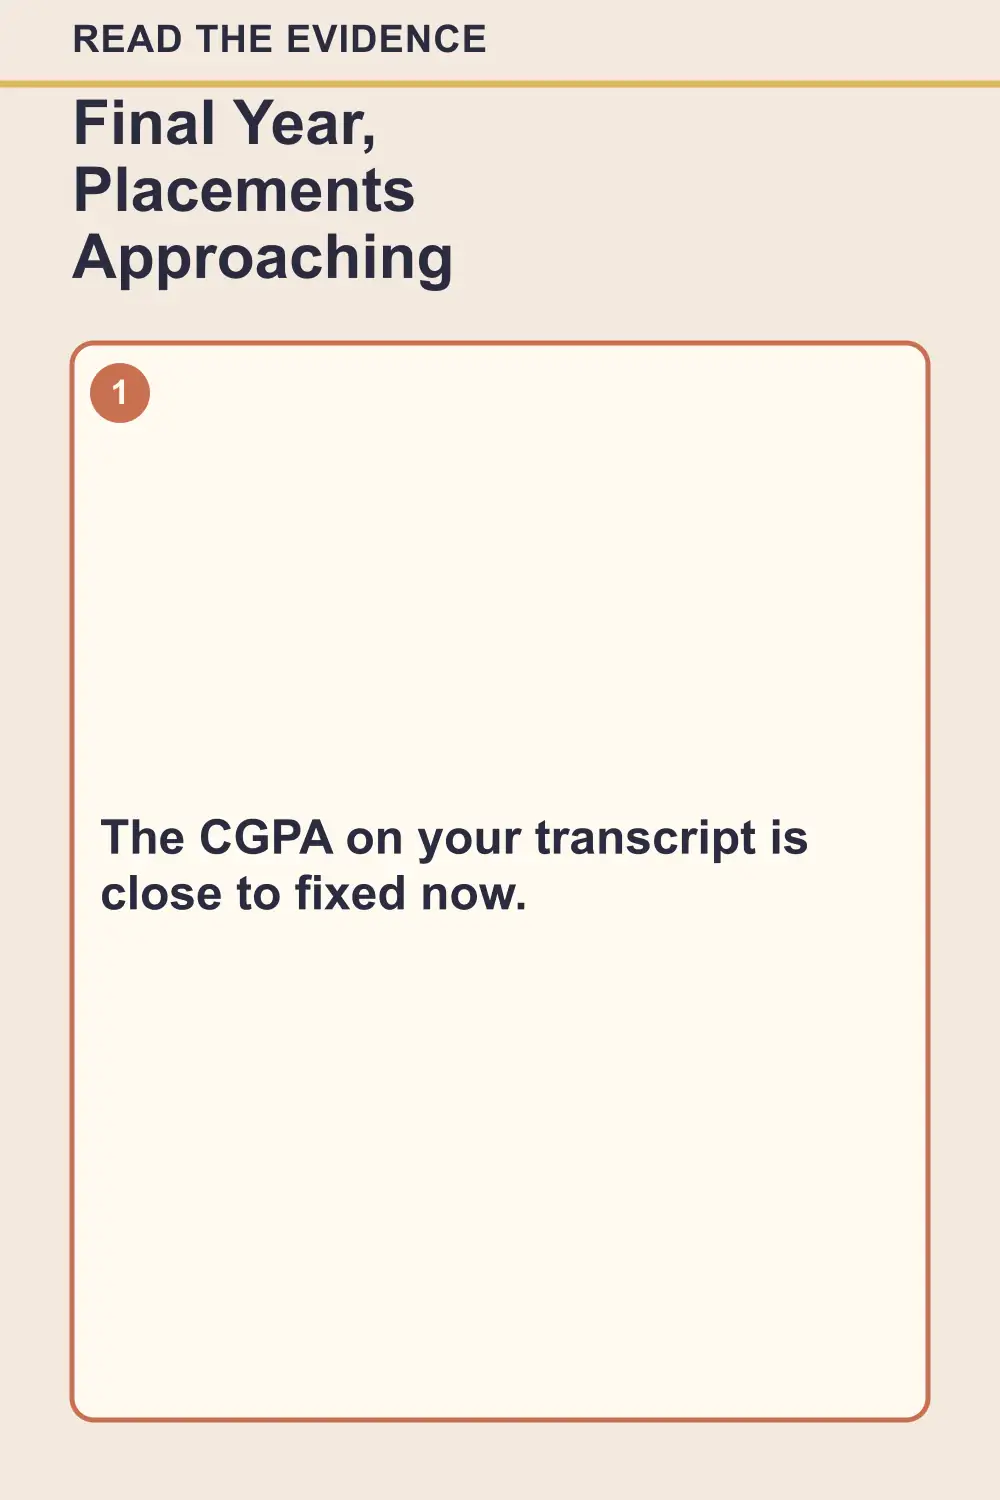 READ THE EVIDENCE
Final Year,
Placements
Approaching
1
The CGPA on your transcript is
close to fixed now.